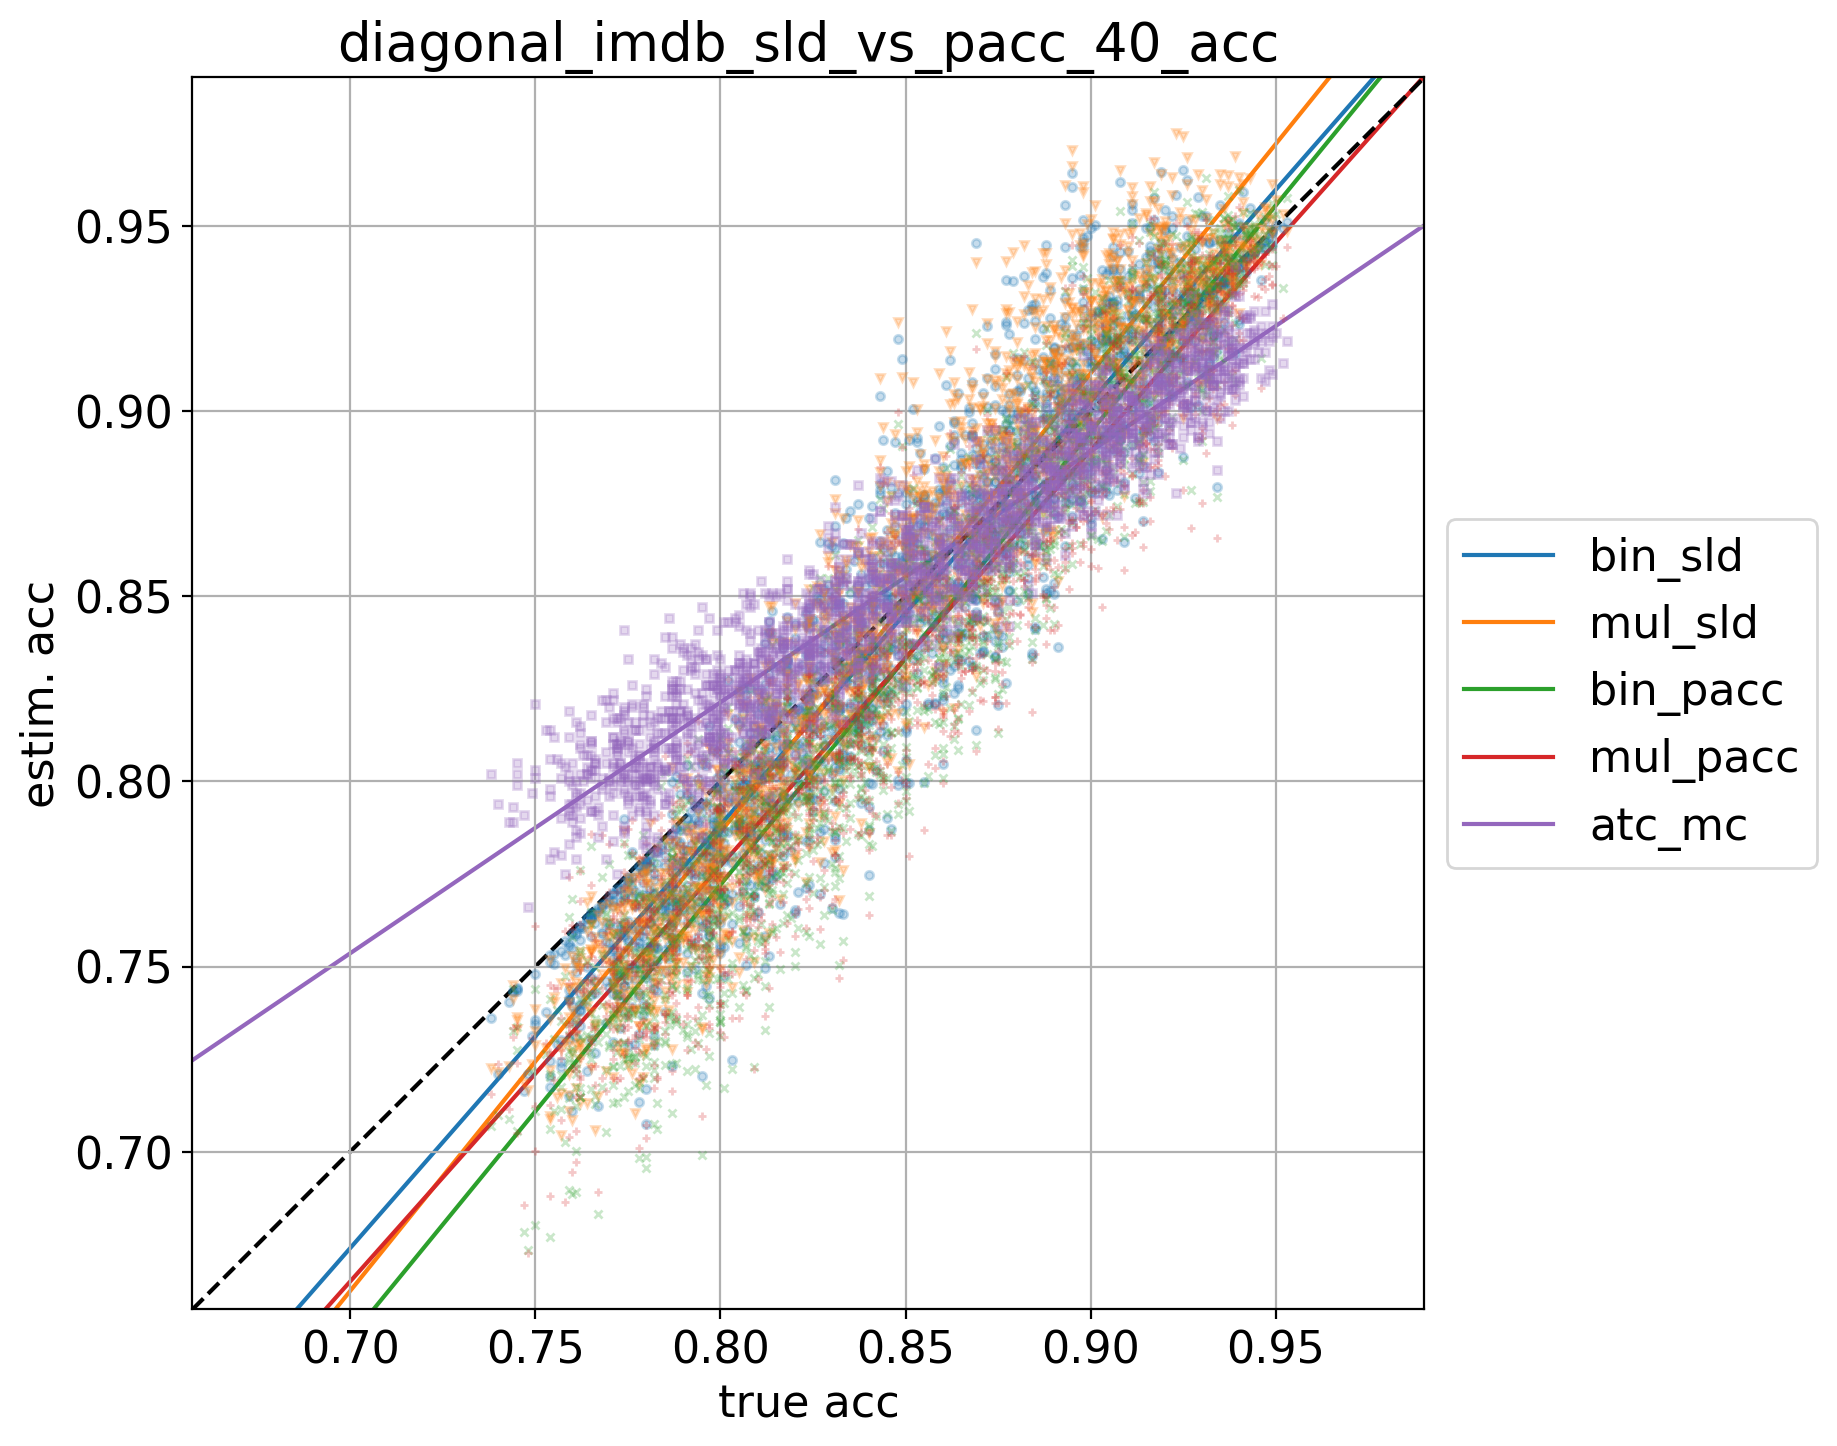 diagonal_imdb_sld_vs_pacc_40_acc
estim. acc
0.95
0.90
0.85
0.80
0.75
0.70
0.70 0.75 0.80 0.85 0.90 0.95
true acc
bin_sld
mul_sld
bin_pacc
mul_pacc
atc_mc